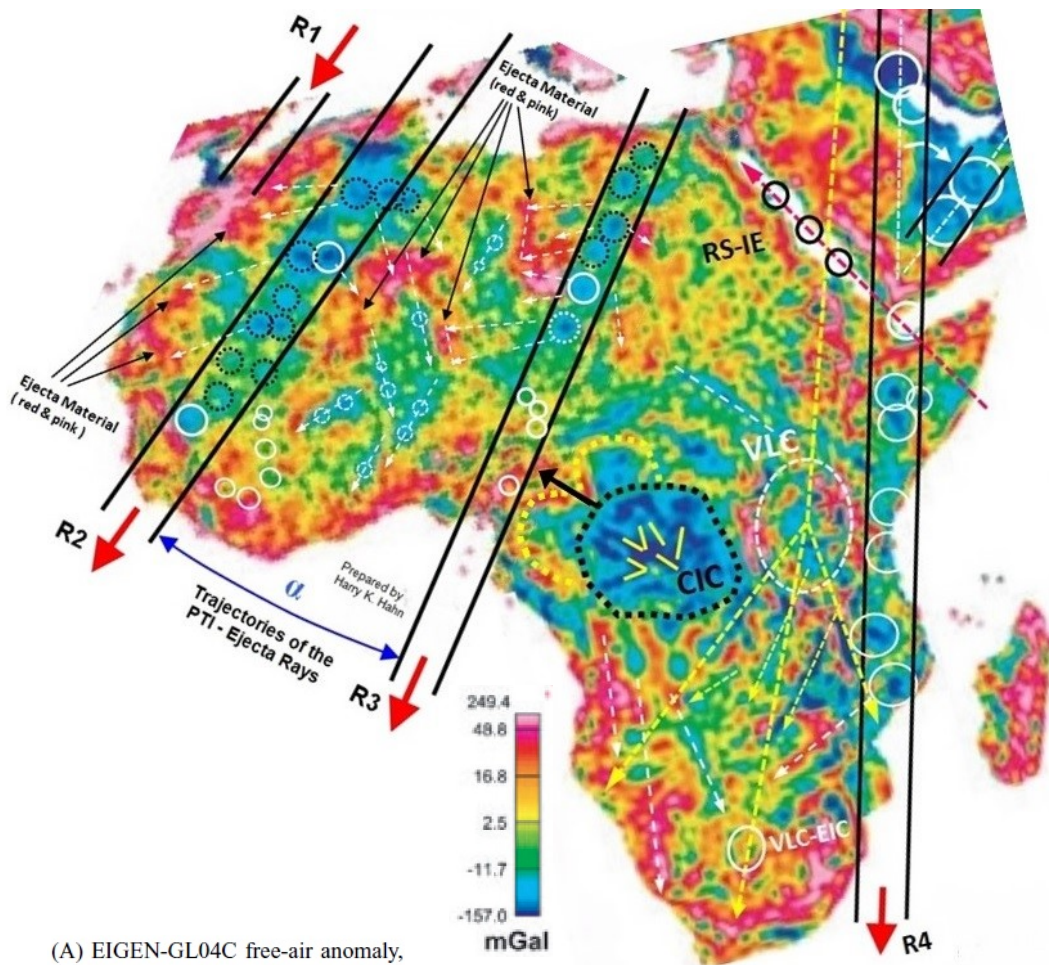 R1
Ejecta Material
(red & pink)
RS-IE
Ejecta Material
( red & pink )
VLC
CIC
R2
α
Prepared by
Harry K. Hahn
Trajectories of the
PTI - Ejecta Rays
R3
249.4
48.8
16.8
2.5
-11.7
-157.0
mGal
VLC-EIC
R4
(A) EIGEN-GL04C free-air anomaly,